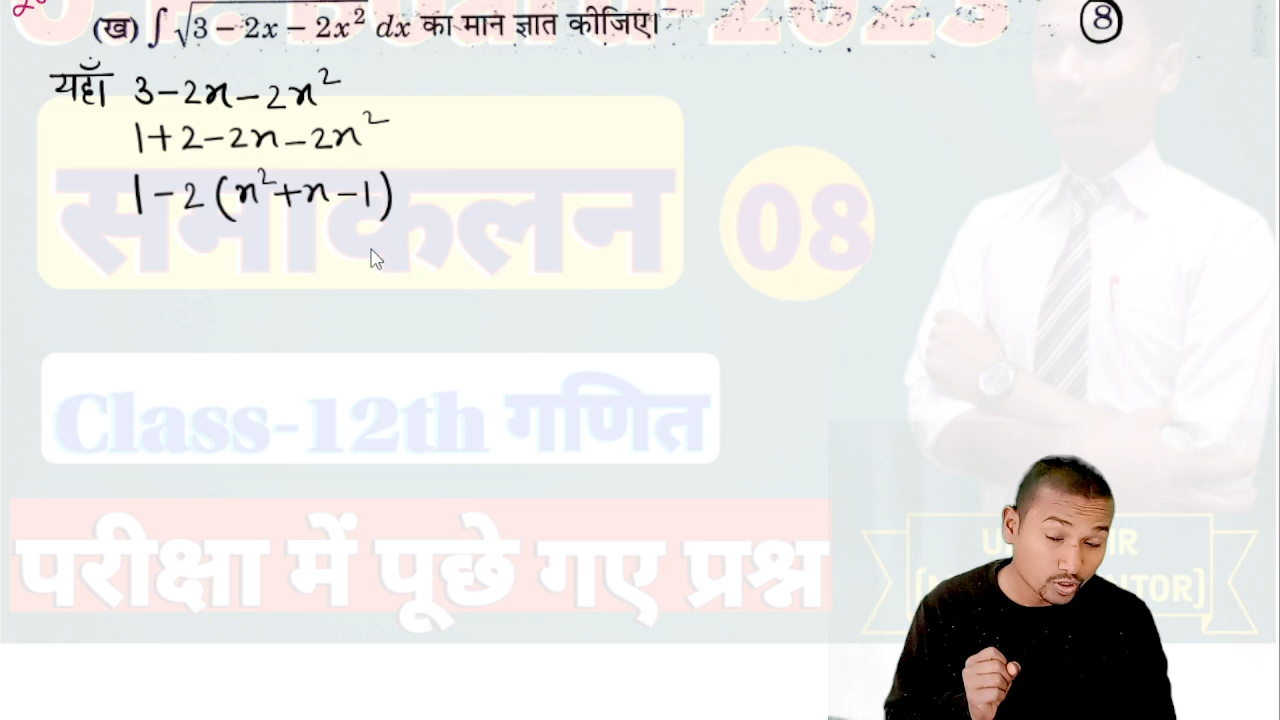 (ख) ∫ √3 – 2x – 2x² dx का मान ज्ञात कीजिए।
8
यहाँ 3-2x-2x²
1+2-2x-2x²
1-2(x²+x-1)
समाकलन 08
Class-12th गणित
परीक्षा में पूछे गए प्रश्न